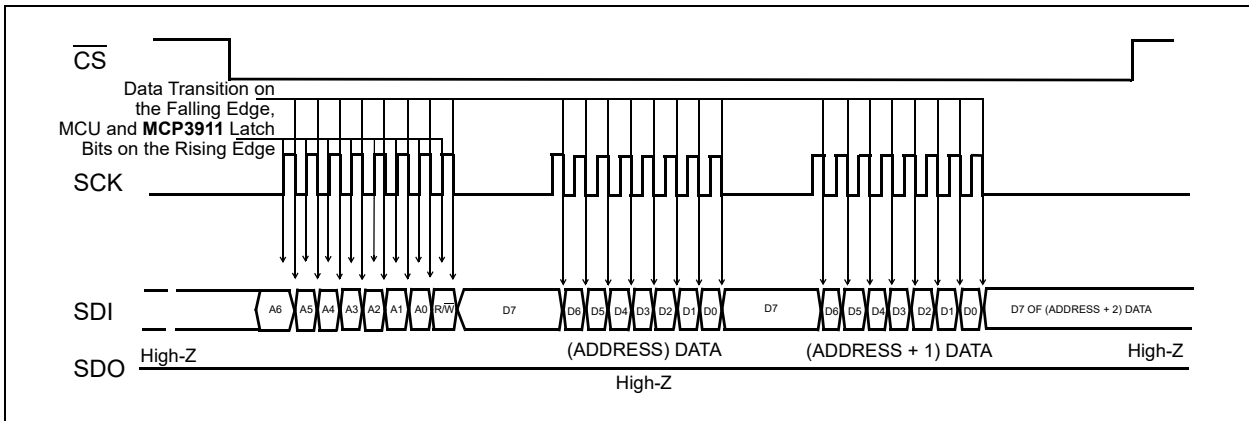 CS
Data Transition on
the Falling Edge,
MCU and MCP3911 Latch
Bits on the Rising Edge
SCK
SDI
A6 A5 A4 A3 A2 A1 A0 R/W D7 D6 D5 D4 D3 D2 D1 D0 D7 D6 D5 D4 D3 D2 D1 D0 D7 OF (ADDRESS + 2) DATA
(ADDRESS) DATA (ADDRESS + 1) DATA
High-Z High-Z
SDO
High-Z